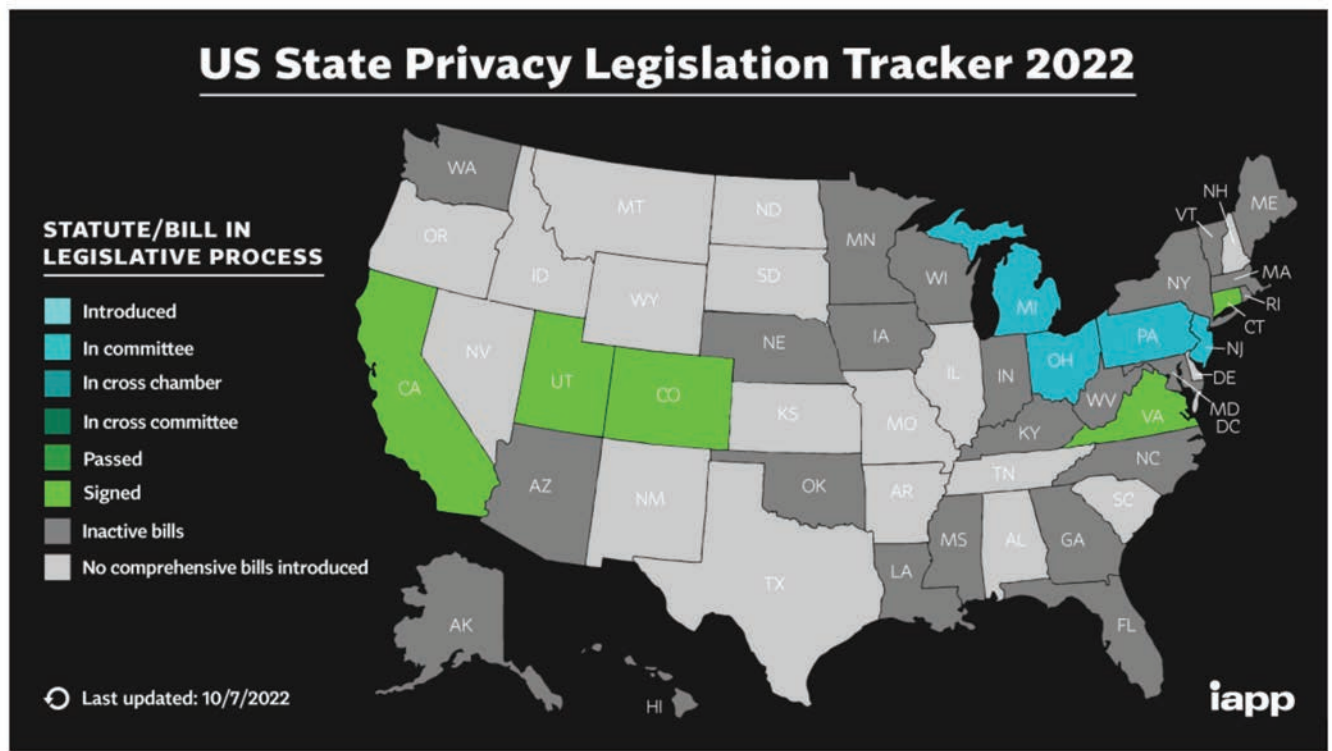 US State Privacy Legislation Tracker 2022
STATUTE/BILL IN
LEGISLATIVE PROCESS
Introduced
In committee
In cross chamber
In cross committee
Passed
Signed
Inactive bills
No comprehensive bills introduced
Last updated: 10/7/2022
WA
OR
CA
NV
ID
MT
WY
UT
CO
AZ
NM
ND
SD
NE
KS
OK
TX
MN
IA
MO
AR
LA
WI
IL
MI
IN
OH
KY
TN
MS
AL
GA
FL
SC
NC
VA
WV
PA
NY
VT
NH
ME
MA
RI
CT
NJ
DE
MD
DC
AK
HI
iapp